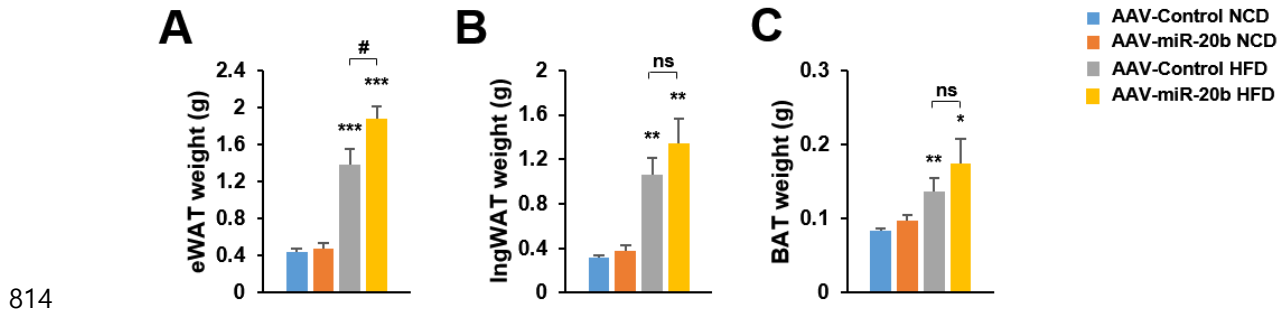 A
B
C
AAV-Control NCD
AAV-miR-20b NCD
AAV-Control HFD
AAV-miR-20b HFD
eWAT weight (g)
2.4
2
1.6
1.2
0.8
0.4
0
#
***
***
IngWAT weight (g)
2
1.6
1.2
0.8
0.4
0
ns
**
**
BAT weight (g)
0.3
0.2
0.1
0
ns
**
*
814